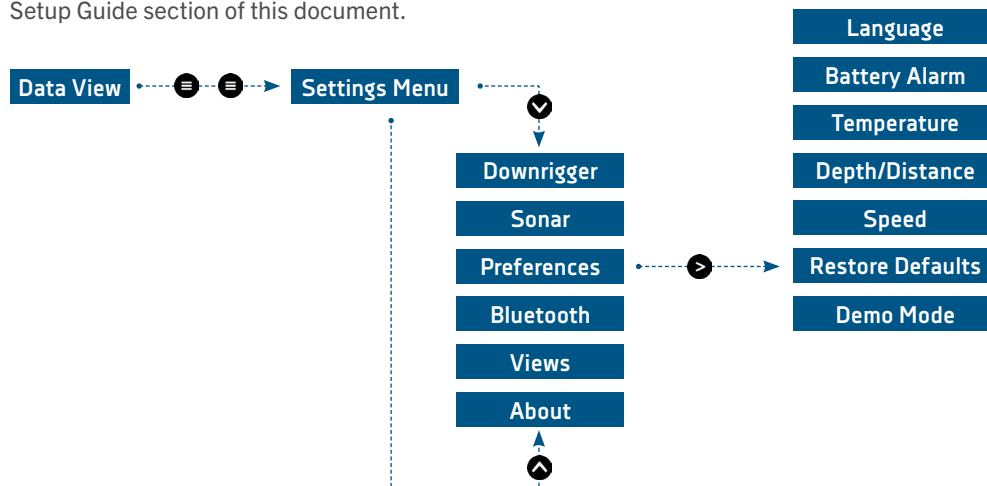 Setup Guide section of this document.
Data View
Settings Menu
Downrigger
Sonar
Preferences
Bluetooth
Views
About
Language
Battery Alarm
Temperature
Depth/Distance
Speed
Restore Defaults
Demo Mode